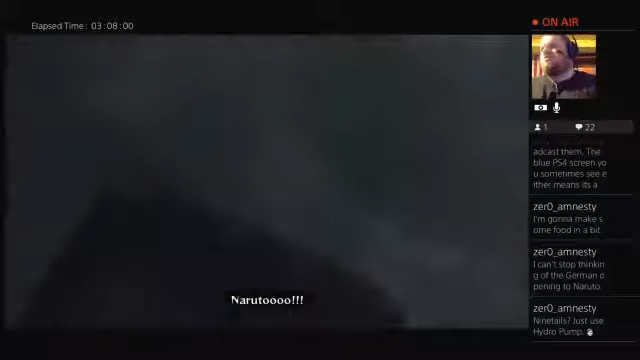 Elapsed Time : 03:08:00
ON AIR
1
22
adcast them. The
blue PS4 screen yo
u sometimes see e
ither means its a
zer0_amnesty
I'm gonna make s
ome food in a bit.
zer0_amnesty
I can't stop thinkin
g of the German o
pening to Naruto.
zer0_amnesty
Ninetails? Just use
Hydro Pump.
Narutoooo!!!